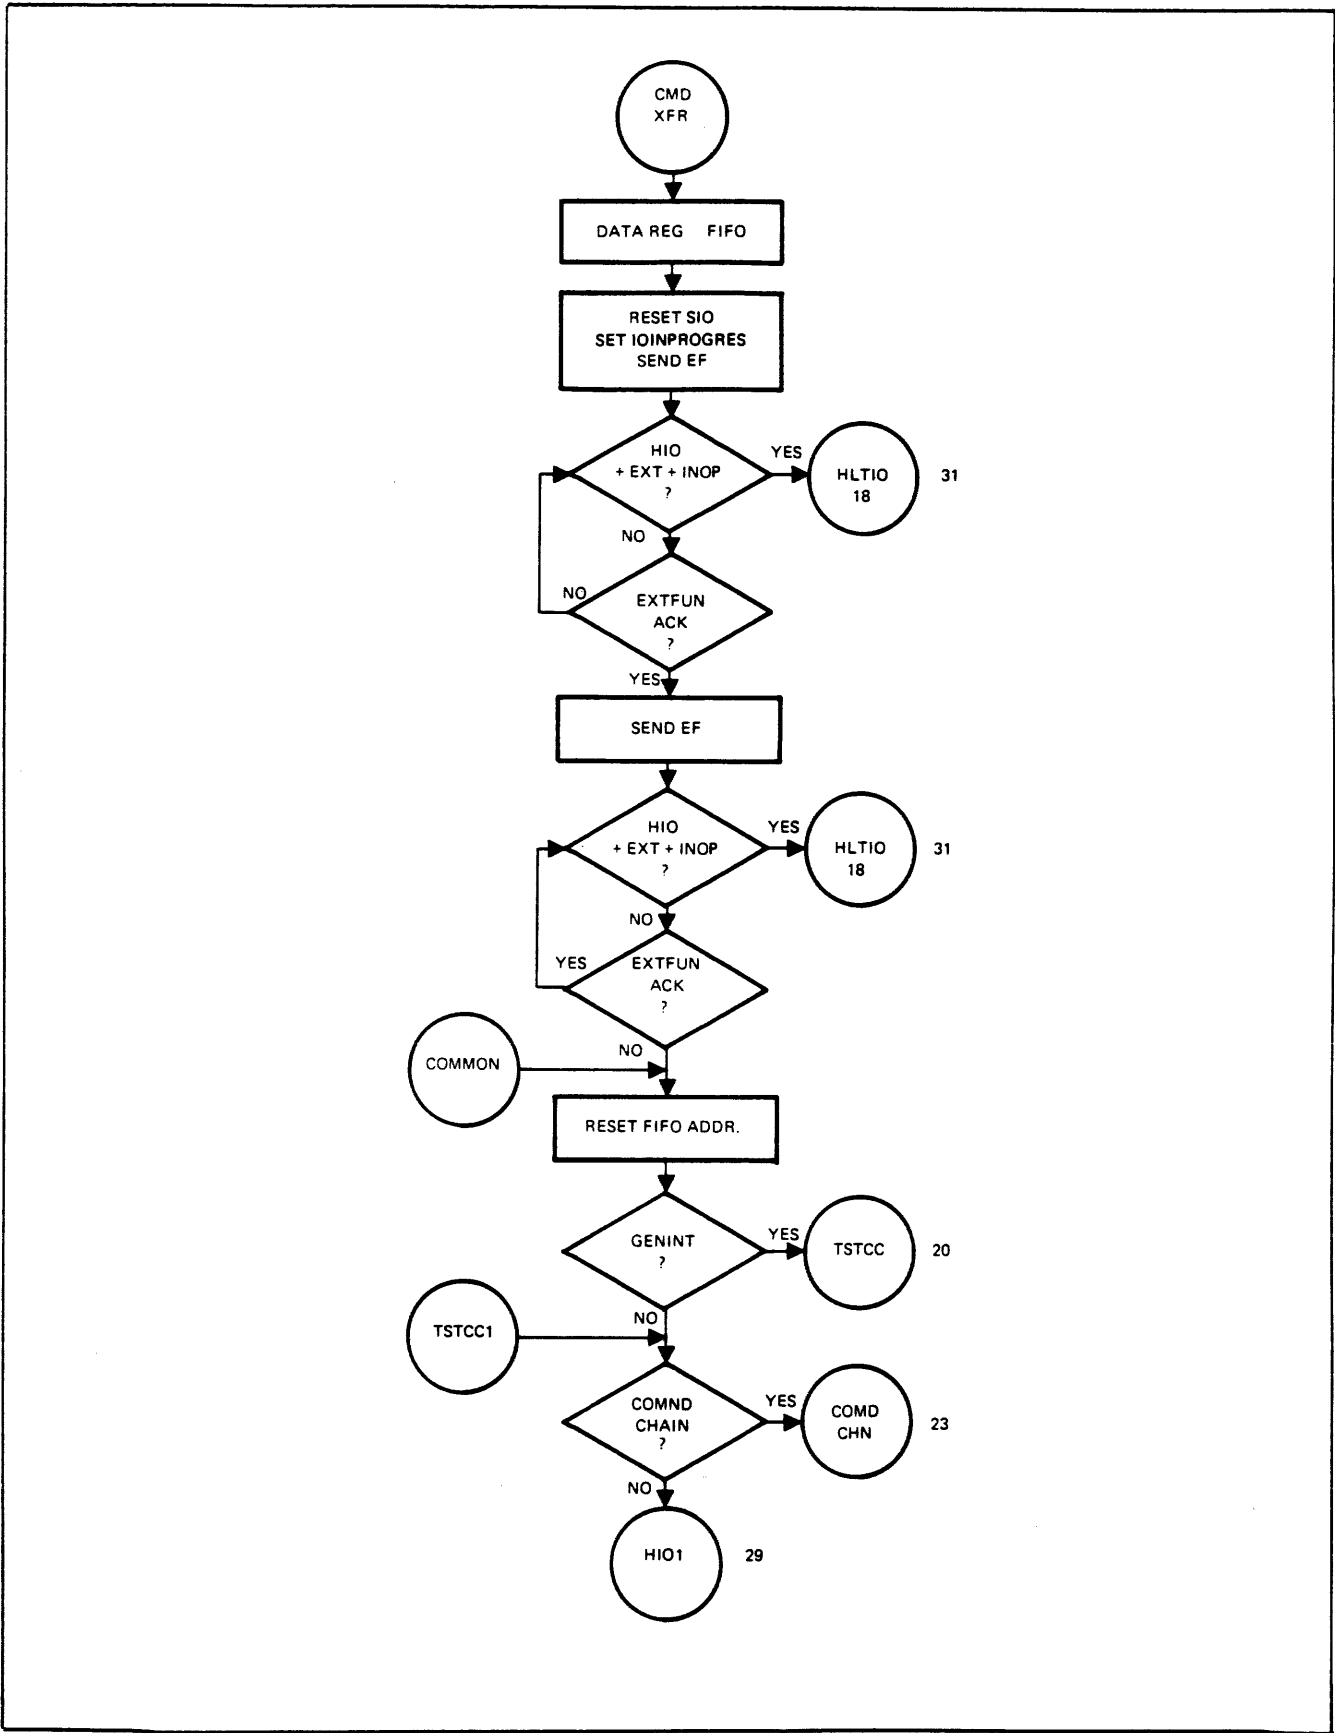 CMD
XFR
DATA REG FIFO
RESET SIO
SET IOINPROGRES
SEND EF
HIO
+ EXT + INOP
?
YES
HLTIO
18
31
NO
NO
EXTFUN
ACK
?
YES
SEND EF
HIO
+ EXT + INOP
?
YES
HLTIO
18
31
NO
YES
EXTFUN
ACK
?
NO
COMMON
RESET FIFO ADDR.
GENINT
?
YES
TSTCC
20
NO
TSTCC1
COMND
CHAIN
?
YES
COMD
CHN
23
NO
HIO1
29